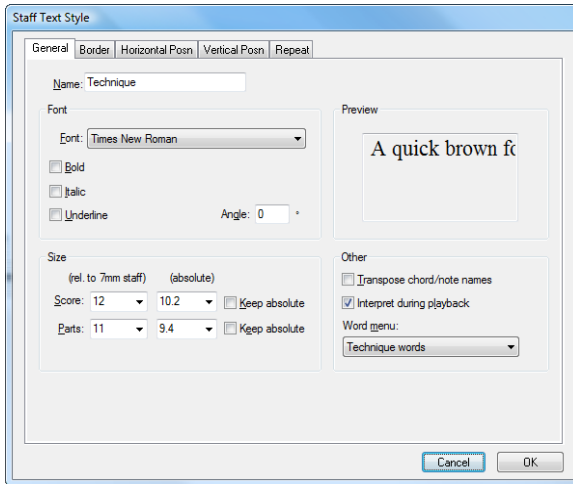 Staff Text Style
General Border Horizontal Posn Vertical Posn Repeat
Name: Technique
Font
Font: Times New Roman
Bold
Italic
Underline
Angle: 0 °
Preview
A quick brown fo
Size
(rel. to 7mm staff) (absolute)
Score: 12 10.2 Keep absolute
Parts: 11 9.4 Keep absolute
Other
Transpose chord/note names
Interpret during playback
Word menu:
Technique words
Cancel OK